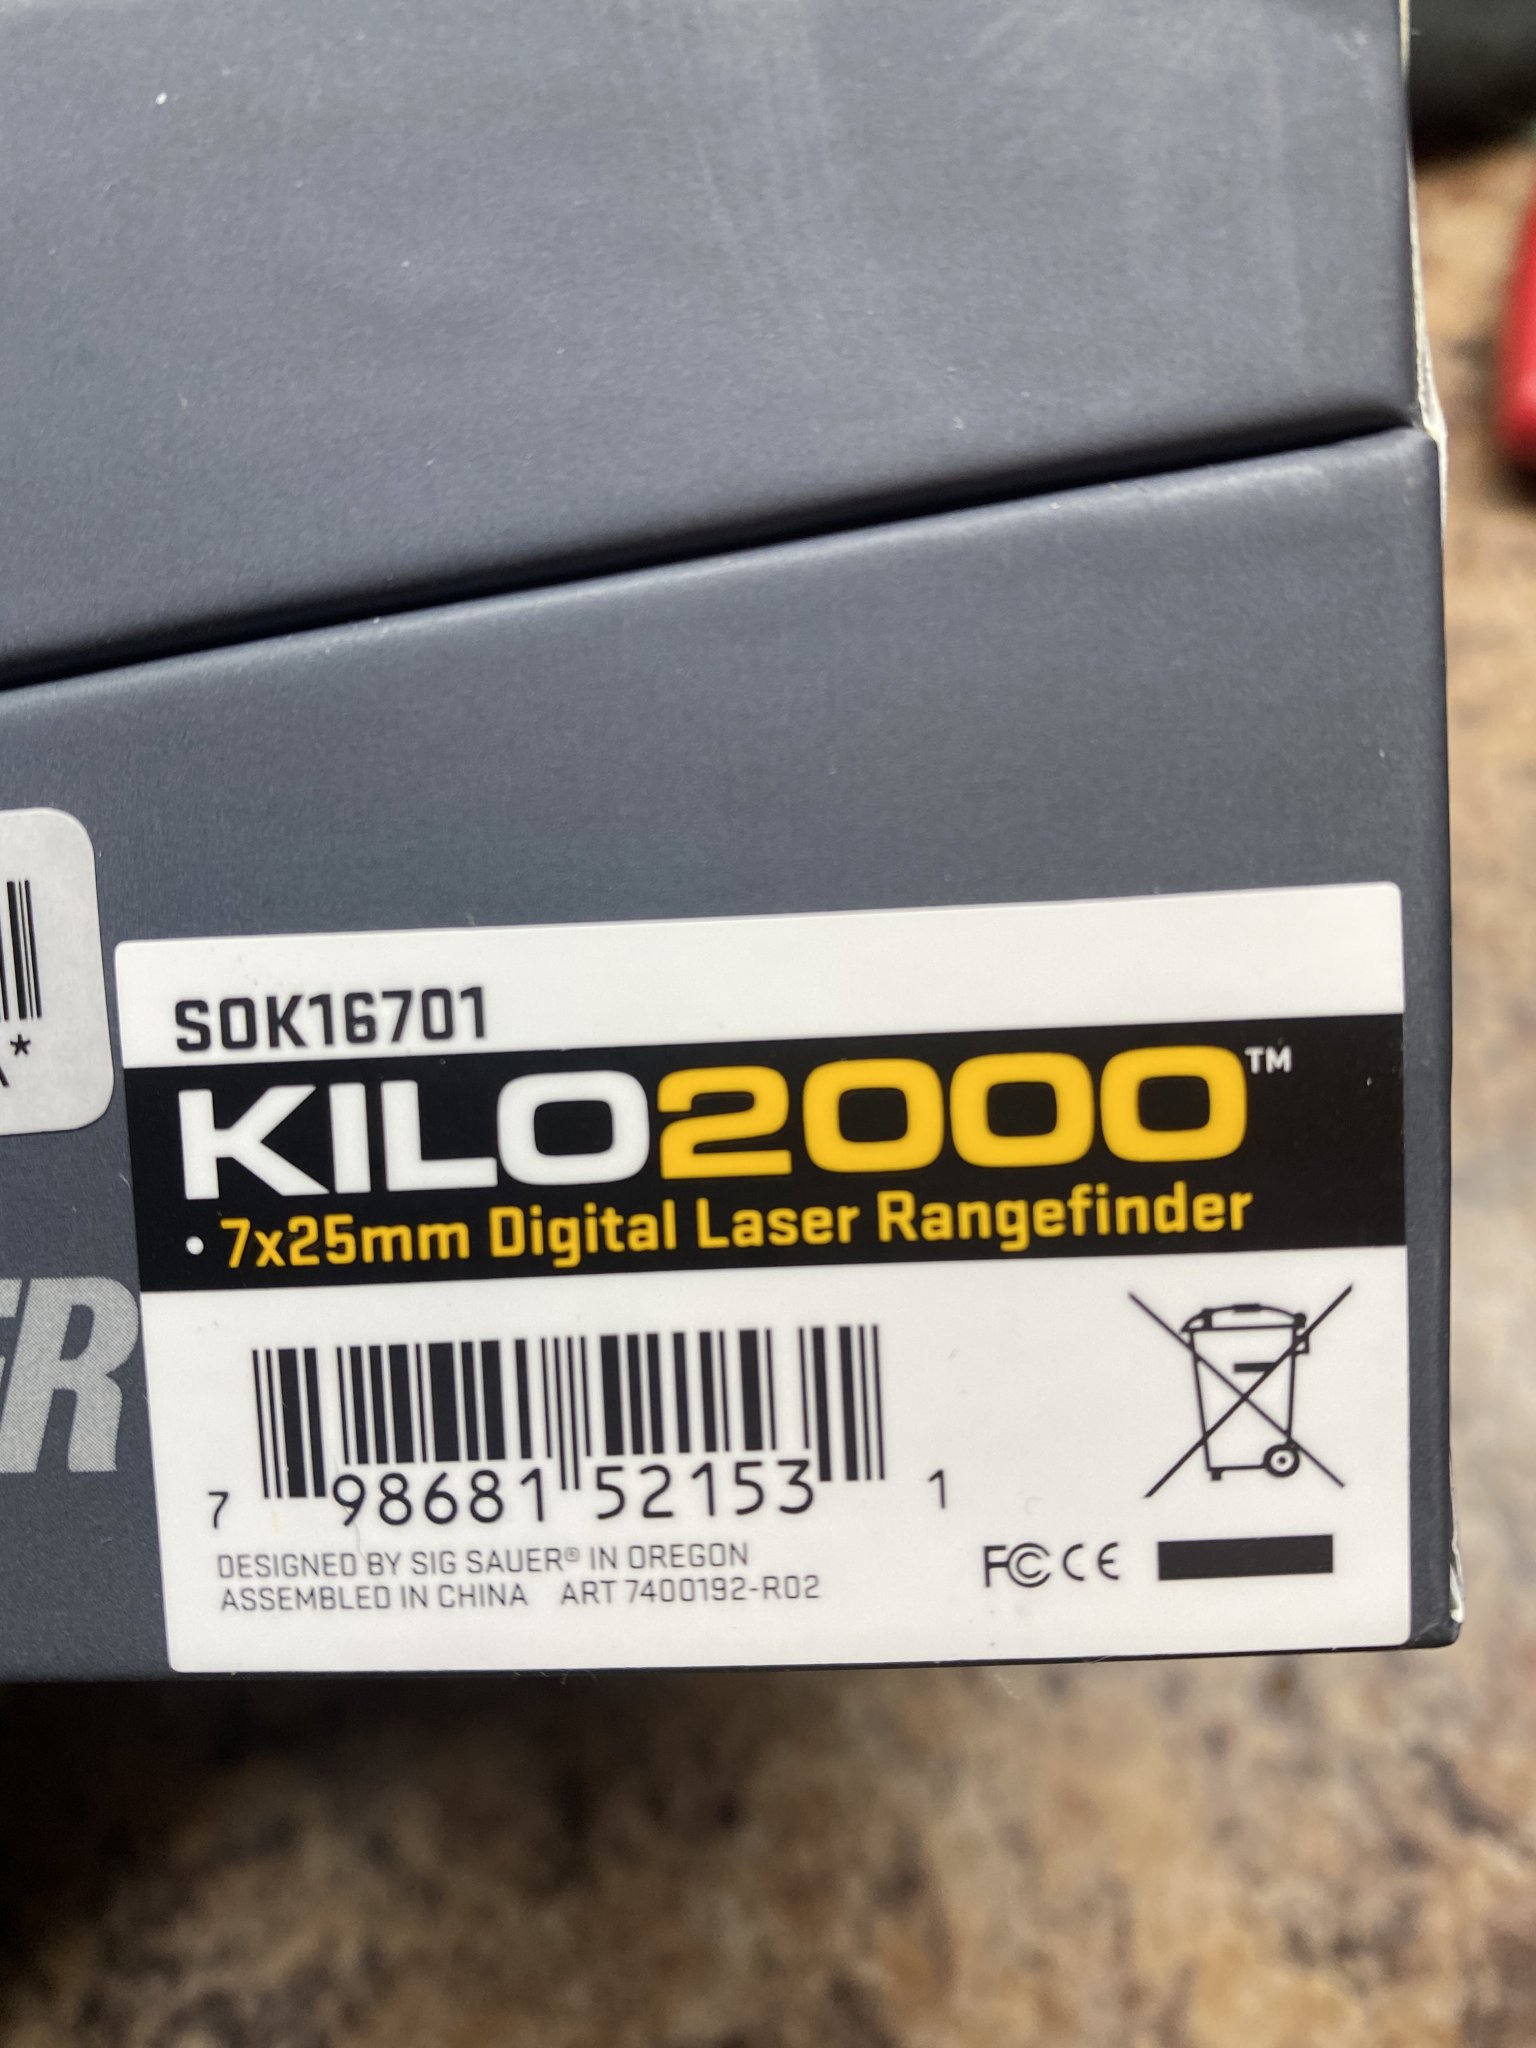 SOK16701
KILO2000™
• 7x25mm Digital Laser Rangefinder
7 98681 52153 1
DESIGNED BY SIG SAUER® IN OREGON
ASSEMBLED IN CHINA ART 7400192-R02
FC CE
*
ER